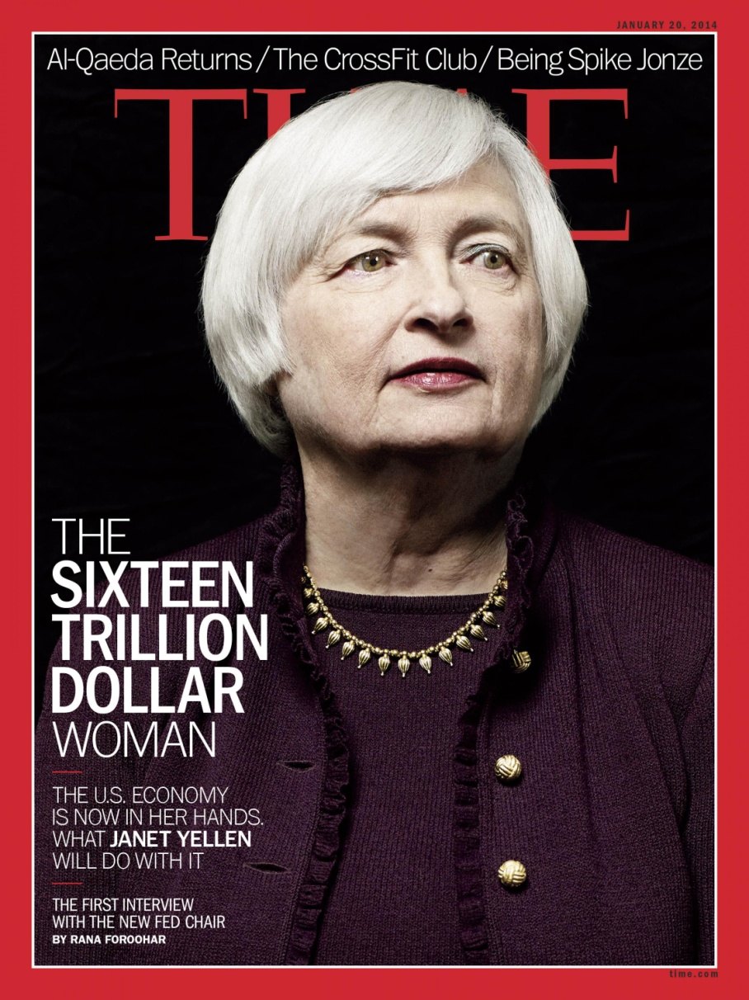 JANUARY 20, 2014
Al-Qaeda Returns / The CrossFit Club / Being Spike Jonze
TIME
THE
SIXTEEN
TRILLION
DOLLAR
WOMAN
THE U.S. ECONOMY
IS NOW IN HER HANDS.
WHAT JANET YELLEN
WILL DO WITH IT
THE FIRST INTERVIEW
WITH THE NEW FED CHAIR
BY RANA FOROOHAR
time.com